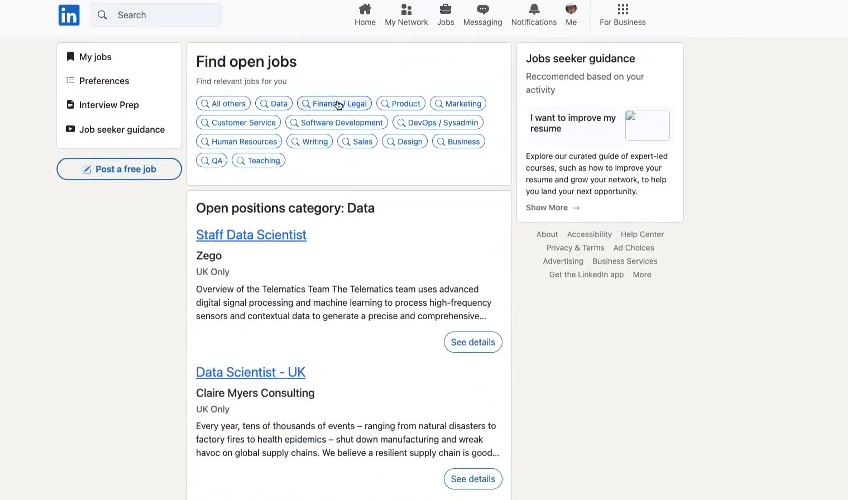 in
Search
Home My Network Jobs Messaging Notifications Me For Business
My jobs
Preferences
Interview Prep
Job seeker guidance
Post a free job
Find open jobs
Find relevant jobs for you
All others Data Finance / Legal Product Marketing
Customer Service Software Development DevOps / Sysadmin
Human Resources Writing Sales Design Business
QA Teaching
Open positions category: Data
Staff Data Scientist
Zego
UK Only
Overview of the Telematics Team The Telematics team uses advanced
digital signal processing and machine learning to process high-frequency
sensors and contextual data to generate a precise and comprehensive...
See details
Data Scientist - UK
Claire Myers Consulting
UK Only
Every year, tens of thousands of events – ranging from natural disasters to
factory fires to health epidemics – shut down manufacturing and wreak
havoc on global supply chains. We believe a resilient supply chain is good...
See details
Jobs seeker guidance
Reccomended based on your
activity
I want to improve my
resume
Explore our curated guide of expert-led
courses, such as how to improve your
resume and grow your network, to help
you land your next opportunity.
Show More →
About Accessibility Help Center
Privacy & Terms Ad Choices
Advertising Business Services
Get the LinkedIn app More